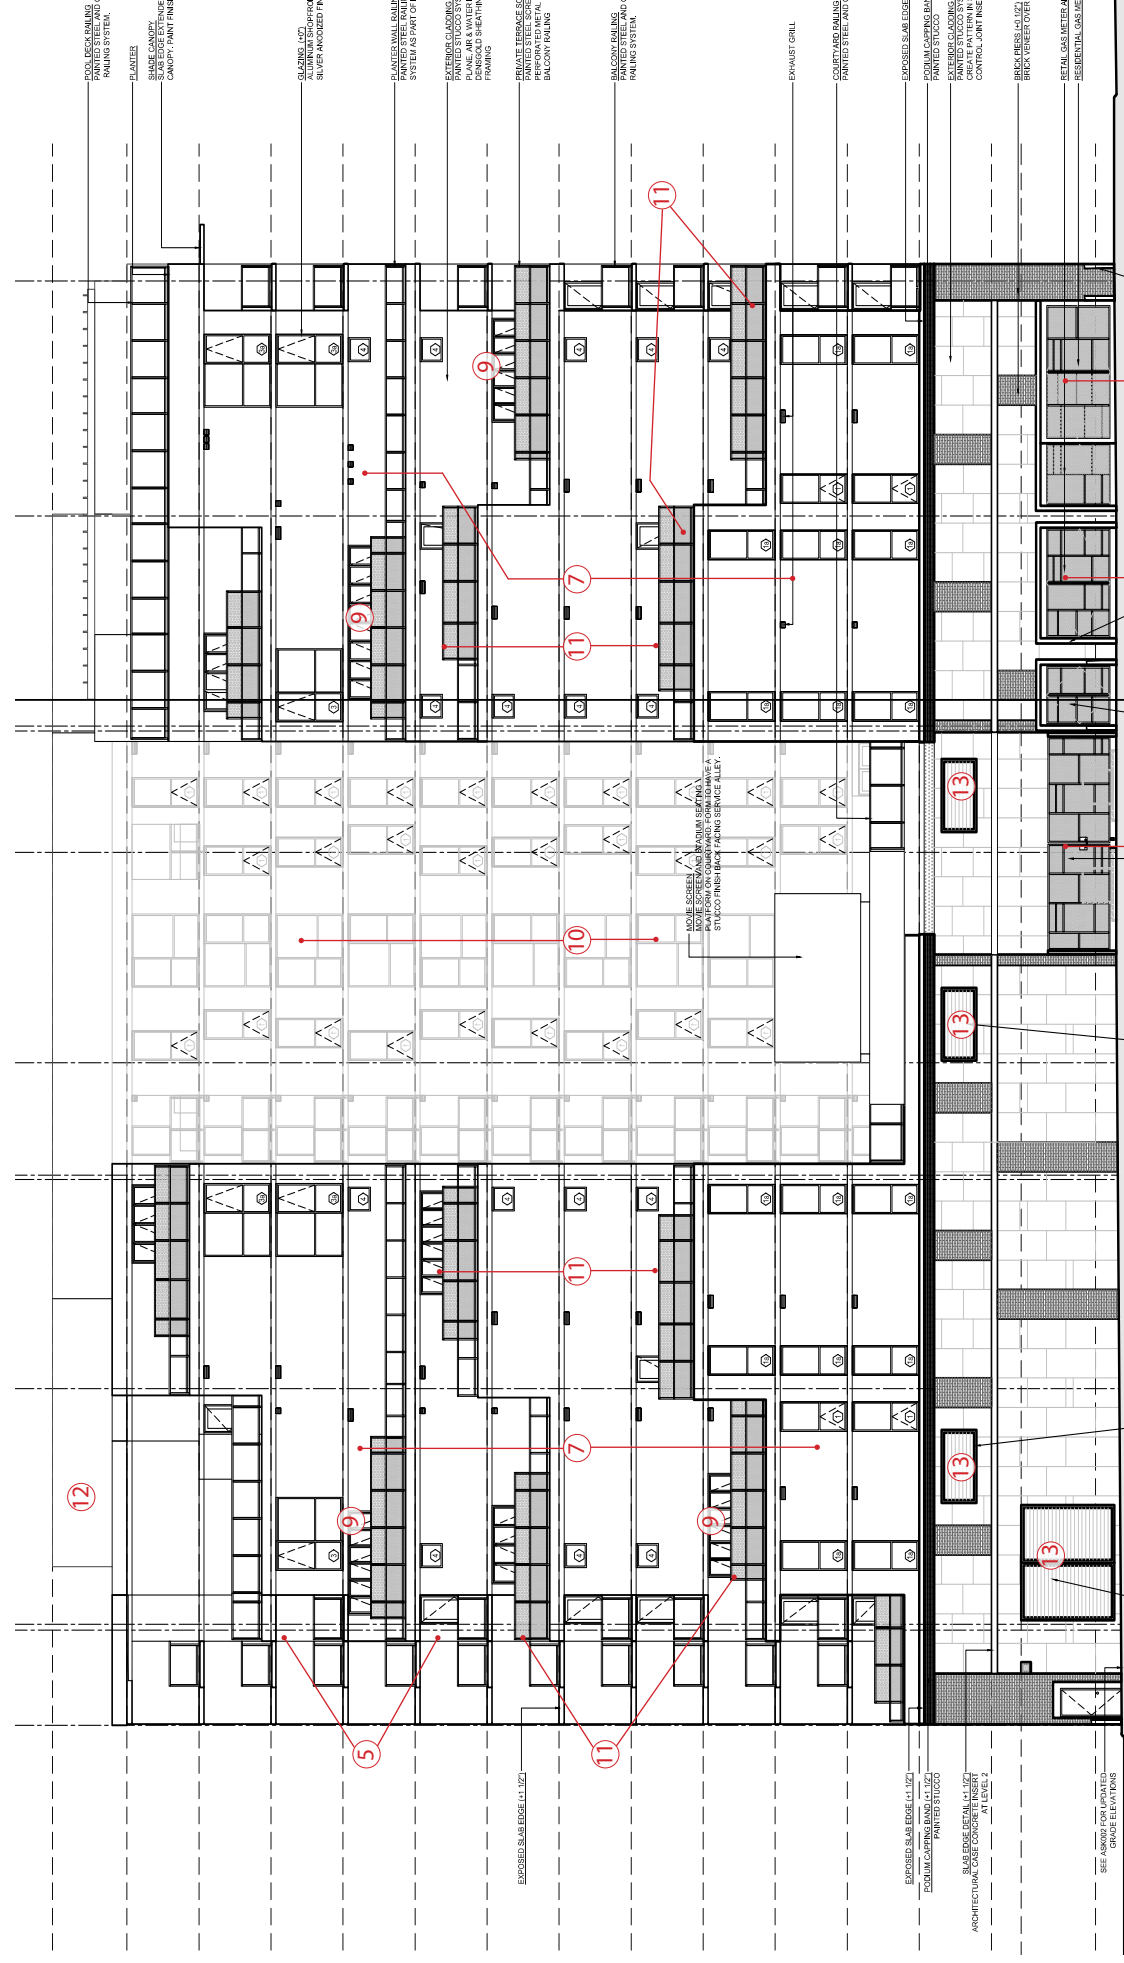 POOL DECK RAILING
PAINTED STEEL AND
RAILING SYSTEM.
PLANTER
SHADE CANOPY
SLAB EDGE EXTENDE
CANOPY. PAINT FINIS
GLAZING (+0")
ALUMINUM SHOPFRO
SILVER ANODIZED FIN
PLANTER WALL RAILIN
PAINTED STEEL RAILIN
SYSTEM AS PART OF
EXTERIOR CLADDING
PAINTED STUCCO SYS
PLANE, AIR & WATER
DENSGOLD SHEATHIN
FRAMING
PRIVATE TERRACE SC
PAINTED STEEL SCRE
PERFORATED METAL
BALCONY RAILING
BALCONY RAILING
PAINTED STEEL AND
RAILING SYSTEM.
EXHAUST GRILL
COURTYARD RAILING
PAINTED STEEL AND
EXPOSED SLAB EDGE
PODIUM CAPPING BAN
PAINTED STUCCO
EXTERIOR CLADDING
PAINTED STUCCO SYS
CREATE PATTERN IN
CONTROL JOINT INSE
BRICK PIERS (+1 1/2")
BRICK VENEER OVER
RETAIL GAS METER
RESIDENTIAL GAS ME
11
9
7
9
11
13
MOVIE SCREEN
MOVIE SCREEN AND STADIUM SEATING
PLATFORM ON COURTYARD. FORM TO HAVE A
STUCCO FINISH BACK FACING SERVICE ALLEY.
10
13
11
7
13
12
9
9
13
5
11
EXPOSED SLAB EDGE (+1 1/2")
EXPOSED SLAB EDGE (+1 1/2")
PODIUM CAPPING BAND (+1 1/2")
PAINTED STUCCO
SLAB EDGE DETAIL (+1 1/2")
ARCHITECTURAL CASE CONCRETE INSERT
AT LEVEL 2
SEE ASK002 FOR UPDATED
GRADE ELEVATIONS